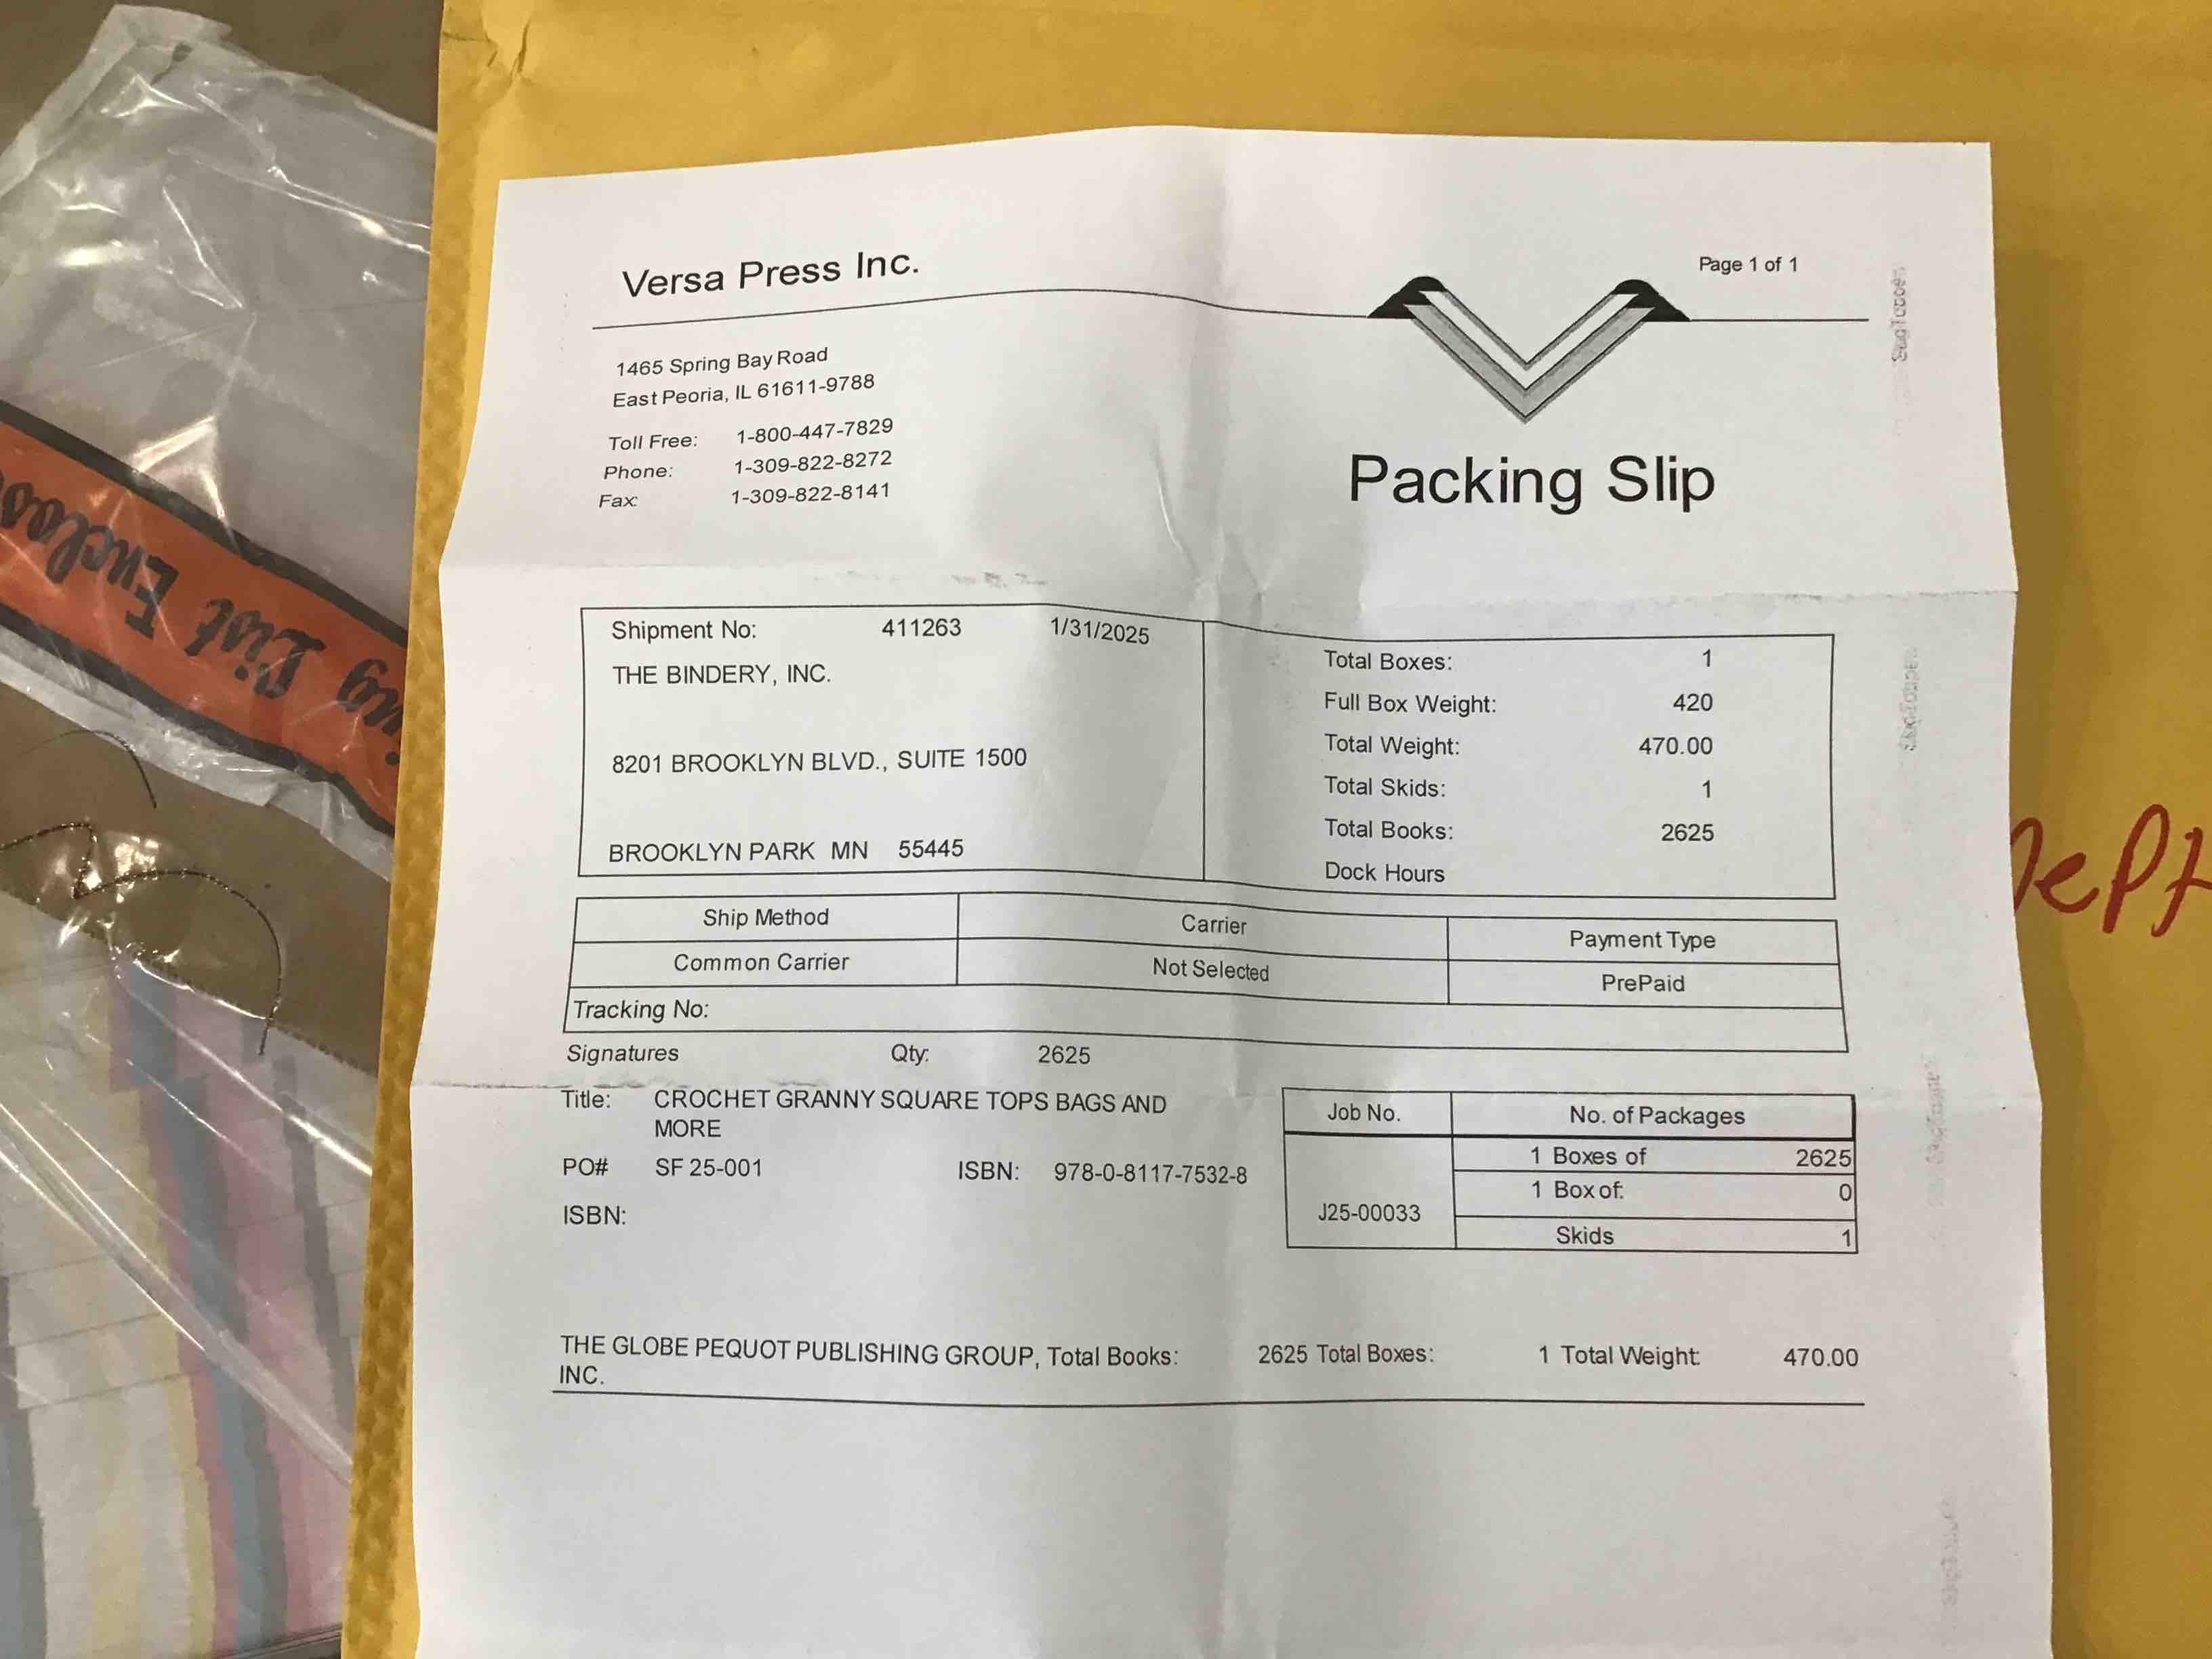 Versa Press Inc.
Page 1 of 1
1465 Spring Bay Road
East Peoria, IL 61611-9788
Toll Free: 1-800-447-7829
Phone: 1-309-822-8272
Fax: 1-309-822-8141
Packing Slip
Shipment No: 411263 1/31/2025
THE BINDERY, INC.
8201 BROOKLYN BLVD., SUITE 1500
BROOKLYN PARK MN 55445
Total Boxes: 1
Full Box Weight: 420
Total Weight: 470.00
Total Skids: 1
Total Books: 2625
Dock Hours
Ship Method Carrier Payment Type
Common Carrier Not Selected PrePaid
Tracking No:
Signatures Qty: 2625
Title: CROCHET GRANNY SQUARE TOPS BAGS AND
MORE
PO# SF 25-001 ISBN: 978-0-8117-7532-8
ISBN:
Job No. No. of Packages
1 Boxes of 2625
1 Box of: 0
J25-00033
Skids 1
THE GLOBE PEQUOT PUBLISHING GROUP, Total Books: 2625 Total Boxes: 1 Total Weight: 470.00
INC.
List